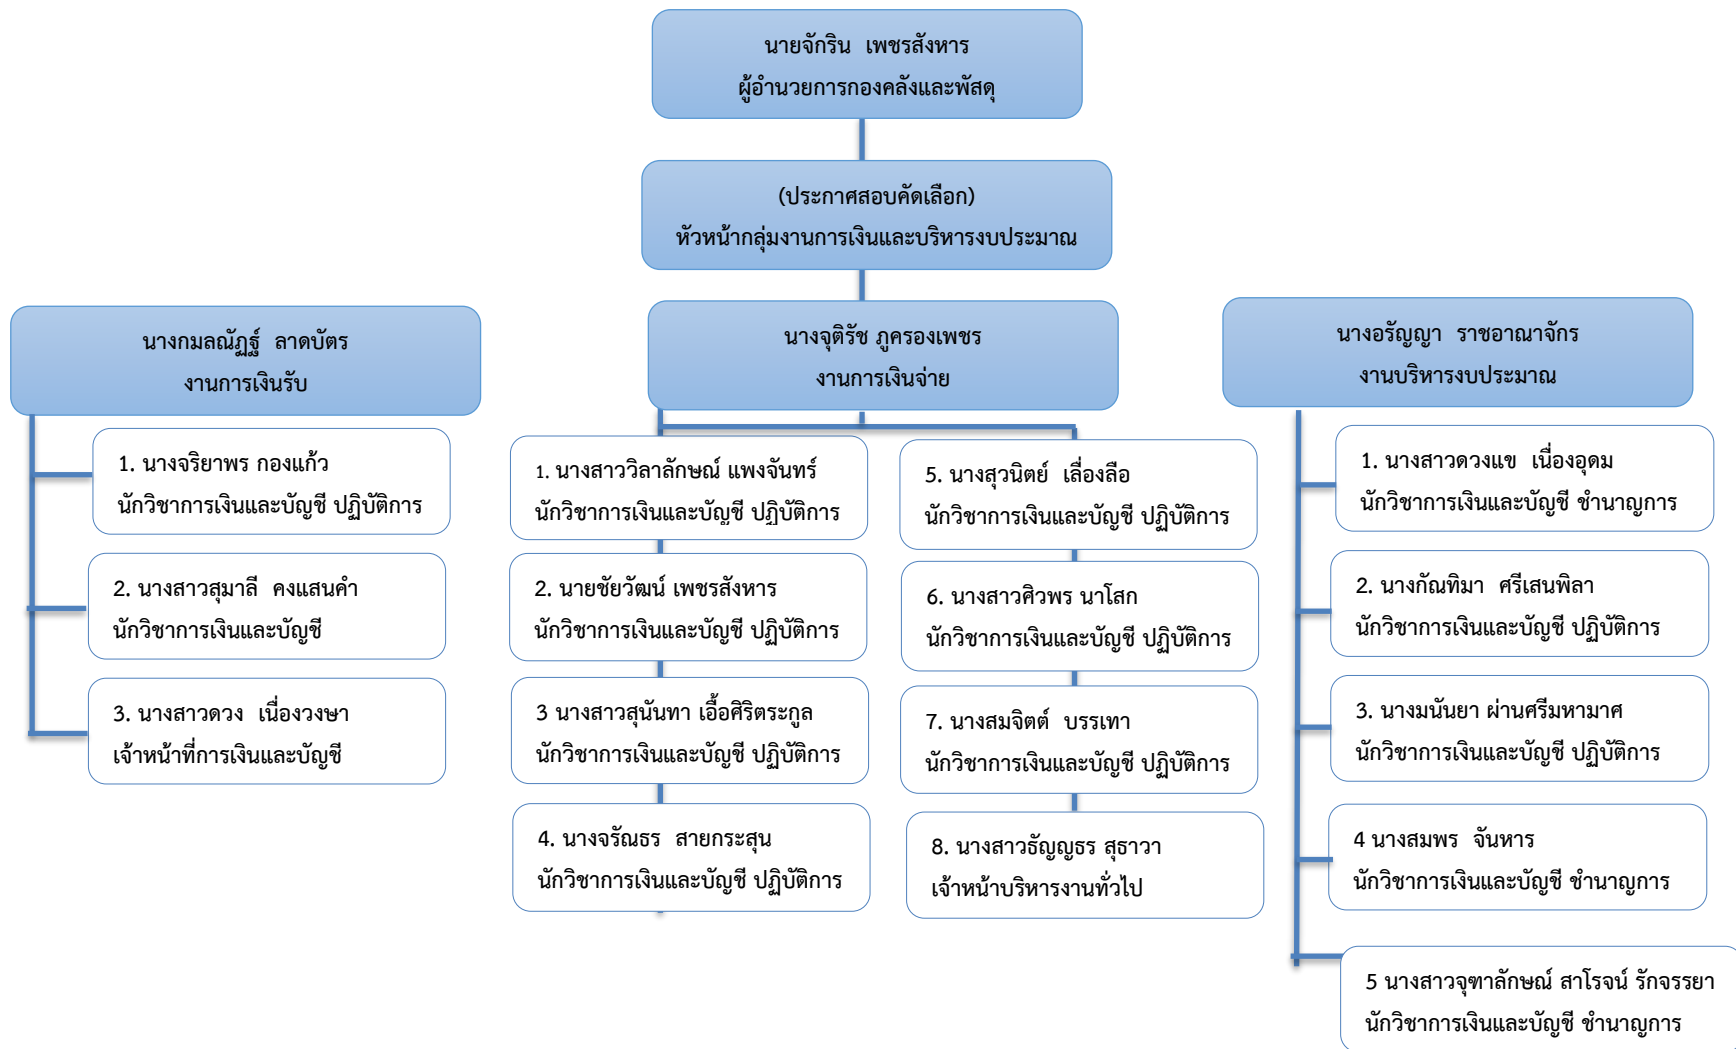 นายจักริน  เพชรสังหาร
ผู้อำนวยการกองคลังและพัสดุ
(ประกาศสอบคัดเลือก)
หัวหน้ากลุ่มงานการเงินและบริหารงบประมาณ
นางกมลณัฏฐ์  ลาดบัตร
งานการเงินรับ
1. นางจริยาพร กองแก้ว
นักวิชาการเงินและบัญชี ปฏิบัติการ
2. นางสาวสุมาลี  คงแสนคำ
นักวิชาการเงินและบัญชี
3. นางสาวดวง  เนื่องวงษา
เจ้าหน้าที่การเงินและบัญชี
นางจุติรัช ภูครองเพชร
งานการเงินจ่าย
1. นางสาววิลาลักษณ์ แพงจันทร์
นักวิชาการเงินและบัญชี ปฏิบัติการ
2. นายชัยวัฒน์ เพชรสังหาร
นักวิชาการเงินและบัญชี ปฏิบัติการ
3 นางสาวสุนันทา เอื้อศิริตระกูล
นักวิชาการเงินและบัญชี ปฏิบัติการ
4. นางจรัณธร  สายกระสุน
นักวิชาการเงินและบัญชี ปฏิบัติการ
5. นางสุวนิตย์  เลื่องลือ
นักวิชาการเงินและบัญชี ปฏิบัติการ
6. นางสาวศิวพร นาโสก
นักวิชาการเงินและบัญชี ปฏิบัติการ
7. นางสมจิตต์  บรรเทา
นักวิชาการเงินและบัญชี ปฏิบัติการ
8. นางสาวธัญญธร สุธาวา
เจ้าหน้าบริหารงานทั่วไป
นางอรัญญา  ราชอาณาจักร
งานบริหารงบประมาณ
1. นางสาวดวงแข  เนื่องอุดม
นักวิชาการเงินและบัญชี ชำนาญการ
2. นางกัณทิมา  ศรีเสนพิลา
นักวิชาการเงินและบัญชี ปฏิบัติการ
3. นางมนันยา ผ่านศรีมหามาศ
นักวิชาการเงินและบัญชี ปฏิบัติการ
4 นางสมพร  จันหาร
นักวิชาการเงินและบัญชี ชำนาญการ
5 นางสาวจุฑาลักษณ์ สาโรจน์ รักจรรยา
นักวิชาการเงินและบัญชี ชำนาญการ